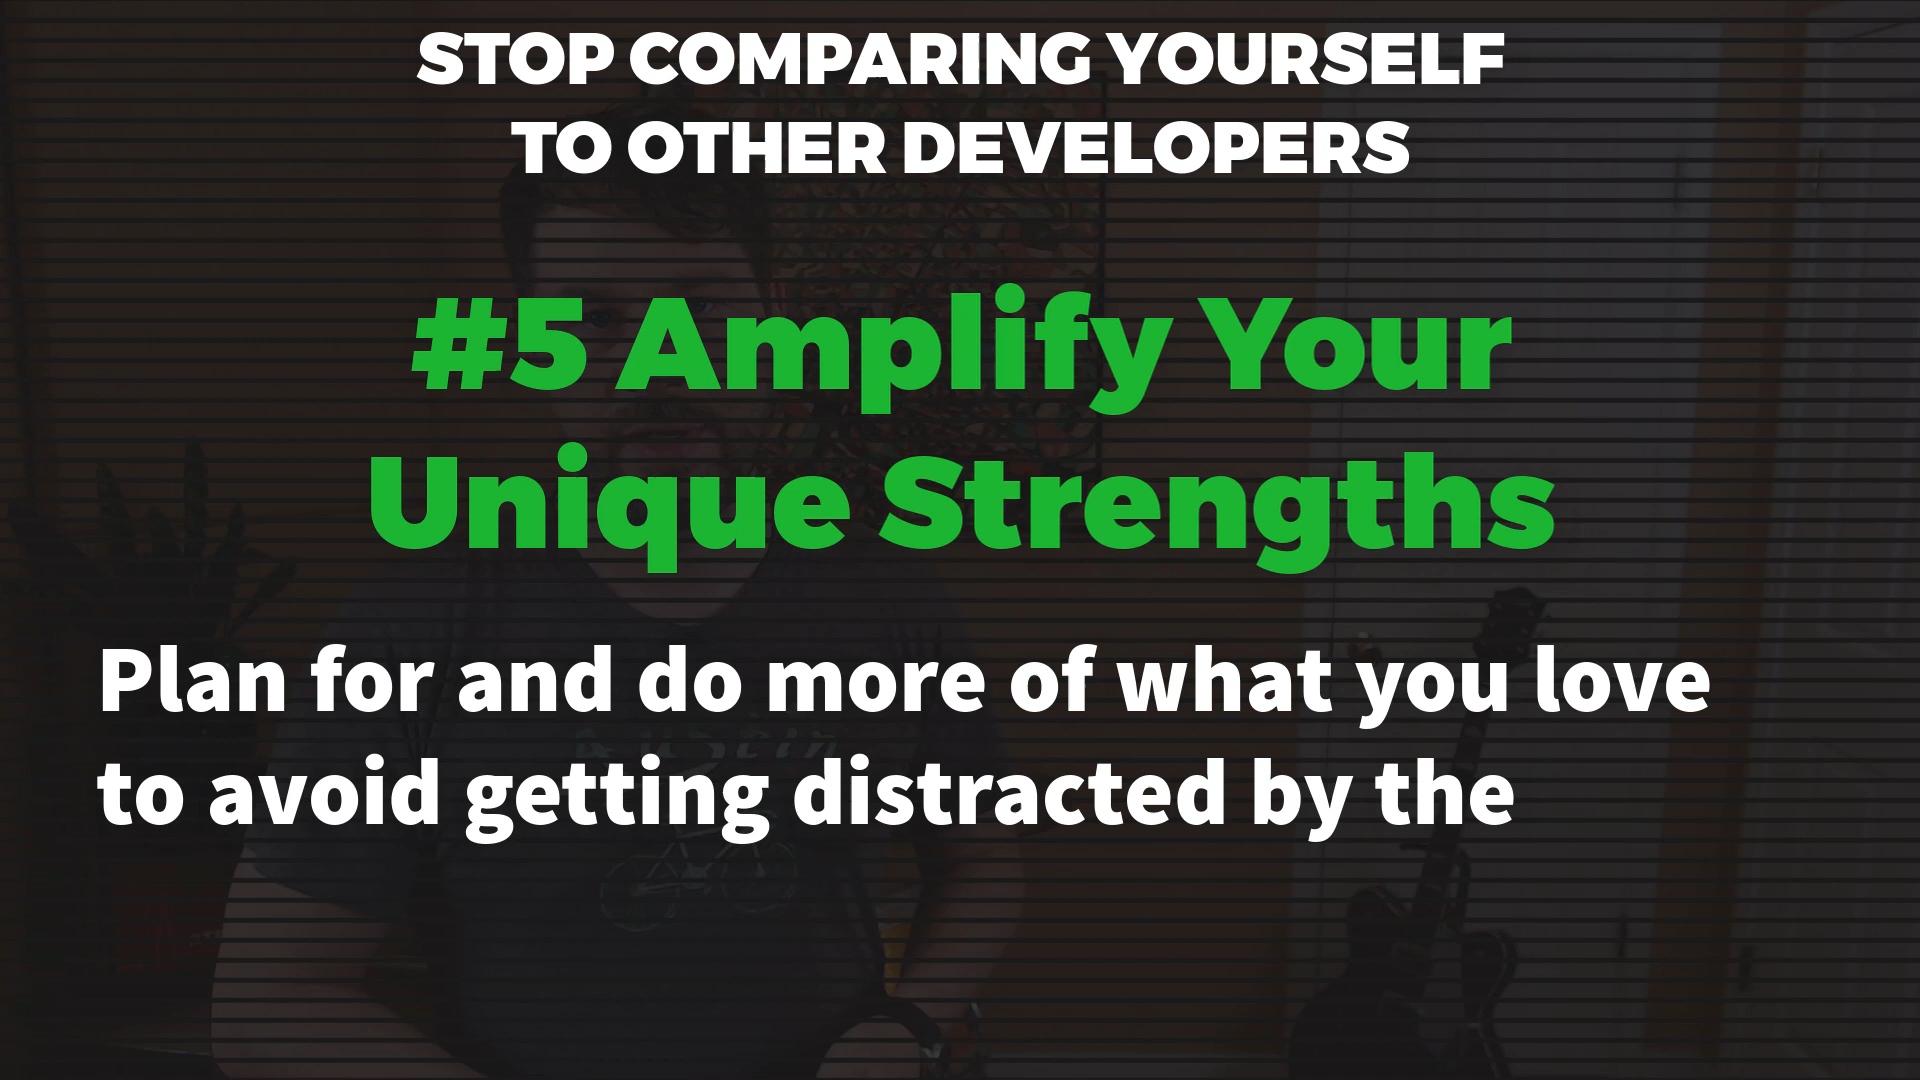 STOP COMPARING YOURSELF
TO OTHER DEVELOPERS
#5 Amplify Your
Unique Strengths
Plan for and do more of what you love
to avoid getting distracted by the
Austin